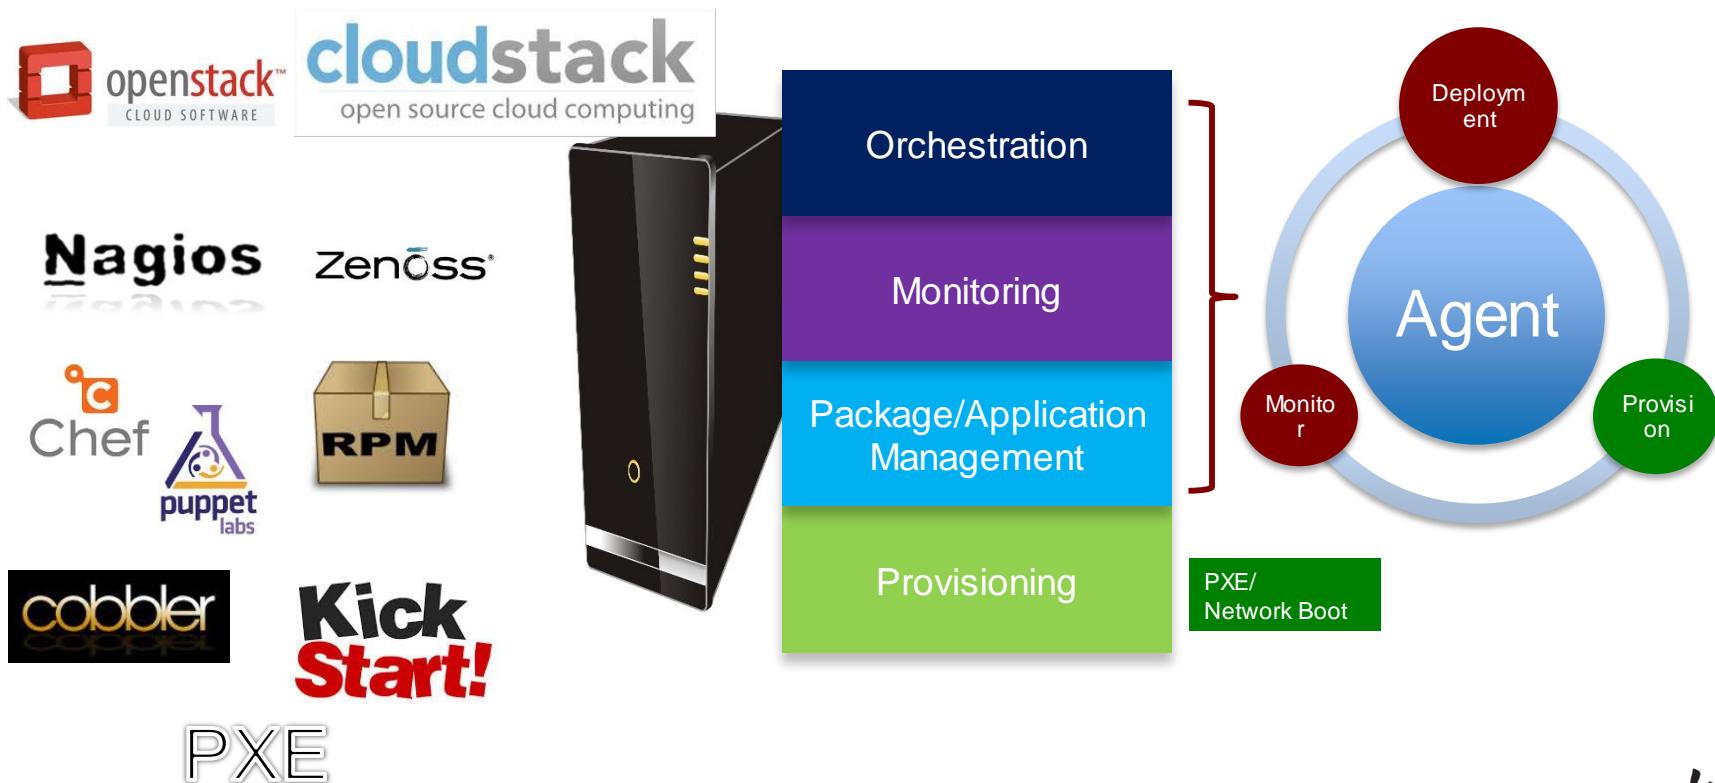 openstack™
CLOUD SOFTWARE
cloudstack
open source cloud computing
Nagios
Zenoss®
Chef
puppet
labs
RPM
cobbler
Kick
Start!
PXE
Orchestration
Monitoring
Package/Application
Management
Provisioning
PXE/
Network Boot
Deploym
ent
Agent
Monito
r
Provisi
on